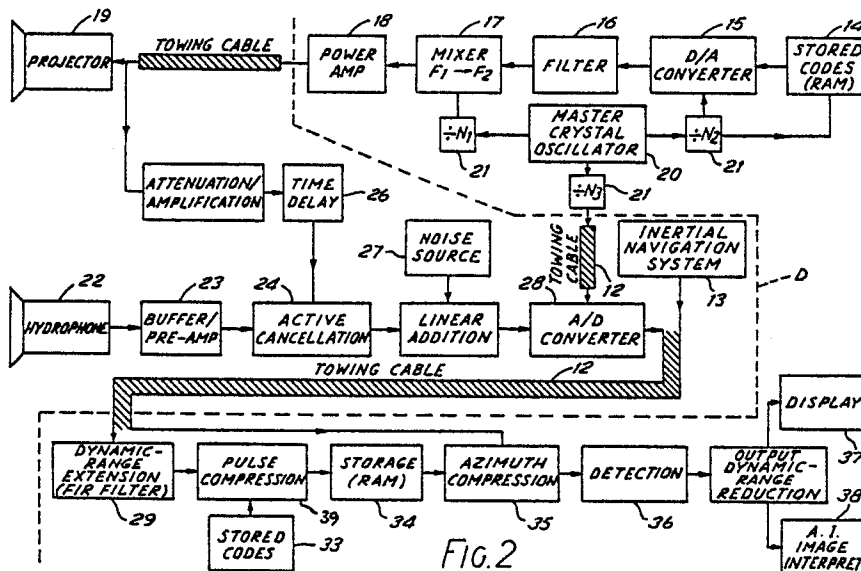 19
TOWING CABLE
18
17
16
15
14
PROJECTOR
POWER
AMP
MIXER
F1→F2
FILTER
D/A
CONVERTER
STORED
CODES
(RAM)
÷N1
21
MASTER
CRYSTAL
OSCILLATOR
20
÷N2
21
÷N3
21
ATTENUATION/
AMPLIFICATION
TIME
DELAY
26
27
NOISE
SOURCE
TOWING
CABLE
12
INERTIAL
NAVIGATION
SYSTEM
13
D
22
23
24
28
HYDROPHONE
BUFFER/
PRE-AMP
ACTIVE
CANCELLATION
LINEAR
ADDITION
A/D
CONVERTER
TOWING CABLE
12
DISPLAY
37
DYNAMIC-
RANGE
EXTENSION
(FIR FILTER)
29
PULSE
COMPRESSION
39
STORAGE
(RAM)
34
AZIMUTH
COMPRESSION
35
DETECTION
36
OUTPUT
DYNAMIC-
RANGE
REDUCTION
38
STORED
CODES
33
A.I.
IMAGE
INTERPRET
FIG.2